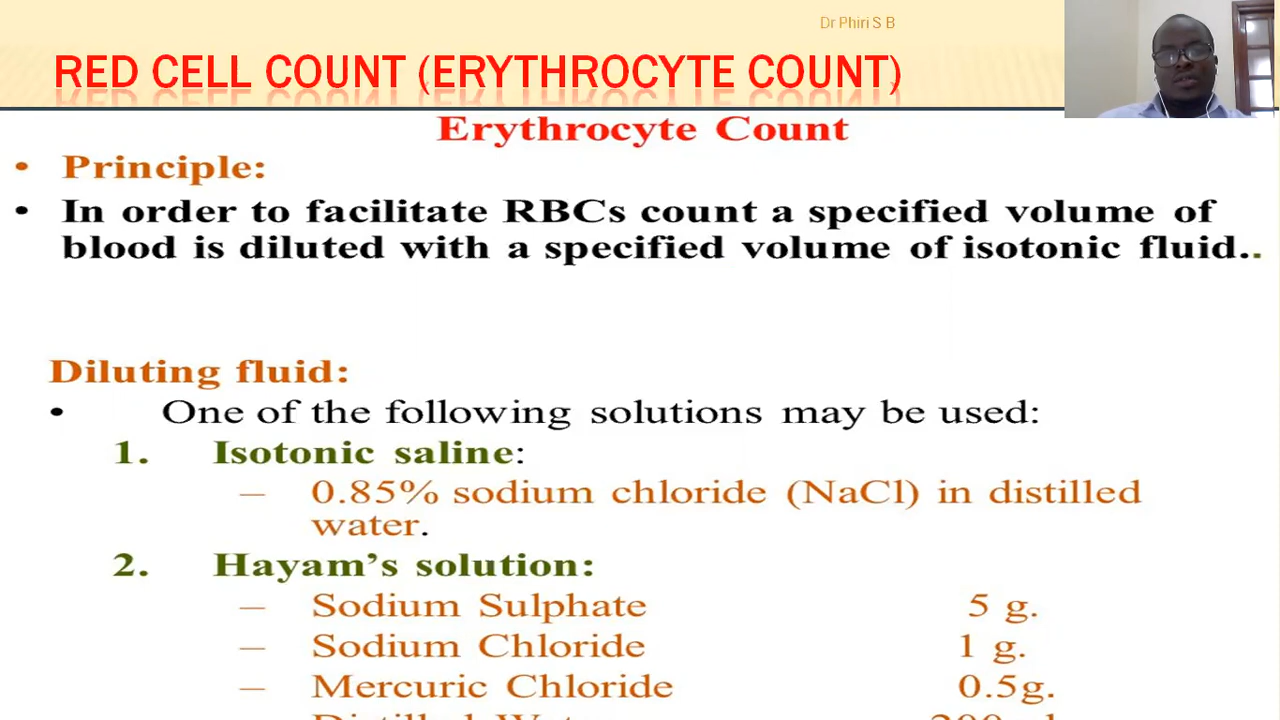 Dr Phiri S B
RED CELL COUNT (ERYTHROCYTE COUNT)
Erythrocyte Count
• Principle:
• In order to facilitate RBCs count a specified volume of
blood is diluted with a specified volume of isotonic fluid..
Diluting fluid:
• One of the following solutions may be used:
1. Isotonic saline:
– 0.85% sodium chloride (NaCl) in distilled
water.
2. Hayam’s solution:
– Sodium Sulphate 5 g.
– Sodium Chloride 1 g.
– Mercuric Chloride 0.5g.
Distilled Water 200